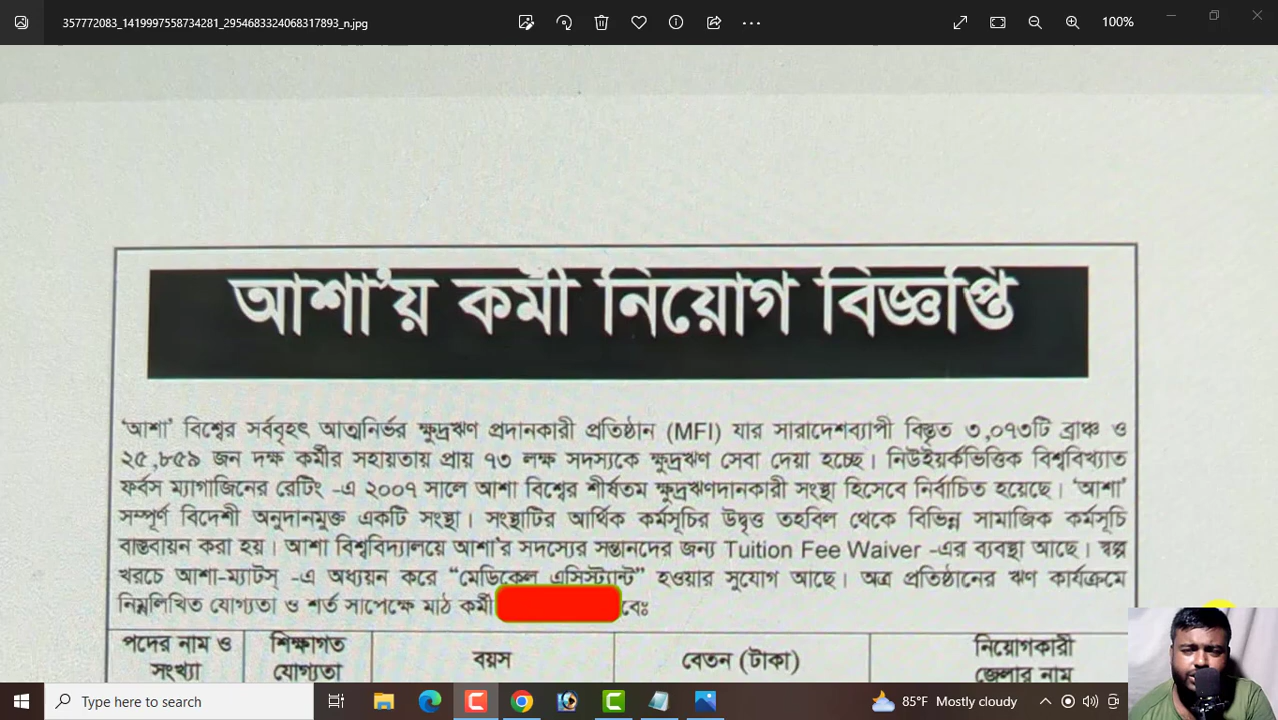 357772083_1419997558734281_2954683324068317893_n.jpg
100%
আশা'য় কর্মী নিয়োগ বিজ্ঞপ্তি
'আশা' বিশ্বের সর্ববৃহৎ আত্মনির্ভর ক্ষুদ্রঋণ প্রদানকারী প্রতিষ্ঠান (MFI) যার সারাদেশব্যাপী বিস্তৃত ৩,০৭৩টি ব্রাঞ্চ ও
২৫,৮৫৯ জন দক্ষ কর্মীর সহায়তায় প্রায় ৭৩ লক্ষ সদস্যকে ক্ষুদ্রঋণ সেবা দেয়া হচ্ছে। নিউইয়র্কভিত্তিক বিশ্ববিখ্যাত
ফর্বস ম্যাগাজিনের রেটিং -এ ২০০৭ সালে আশা বিশ্বের শীর্ষতম ক্ষুদ্রঋণদানকারী সংস্থা হিসেবে নির্বাচিত হয়েছে। 'আশা'
সম্পূর্ণ বিদেশী অনুদানমুক্ত একটি সংস্থা। সংস্থাটির আর্থিক কর্মসূচির উদ্বৃত্ত তহবিল থেকে বিভিন্ন সামাজিক কর্মসূচি
বাস্তবায়ন করা হয়। আশা বিশ্ববিদ্যালয়ে আশা'র সদস্যের সন্তানদের জন্য Tuition Fee Waiver -এর ব্যবস্থা আছে। স্বল্প
খরচে আশা-ম্যাটস্ -এ অধ্যয়ন করে "মেডিকেল এসিস্ট্যান্ট" হওয়ার সুযোগ আছে। অত্র প্রতিষ্ঠানের ঋণ কার্যক্রমে
নিম্নলিখিত যোগ্যতা ও শর্ত সাপেক্ষে মাঠ কর্মী বেঃ
পদের নাম ও সংখ্যা
শিক্ষাগত যোগ্যতা
বয়স
বেতন (টাকা)
নিয়োগকারী জেলার নাম
Type here to search
85°F Mostly cloudy